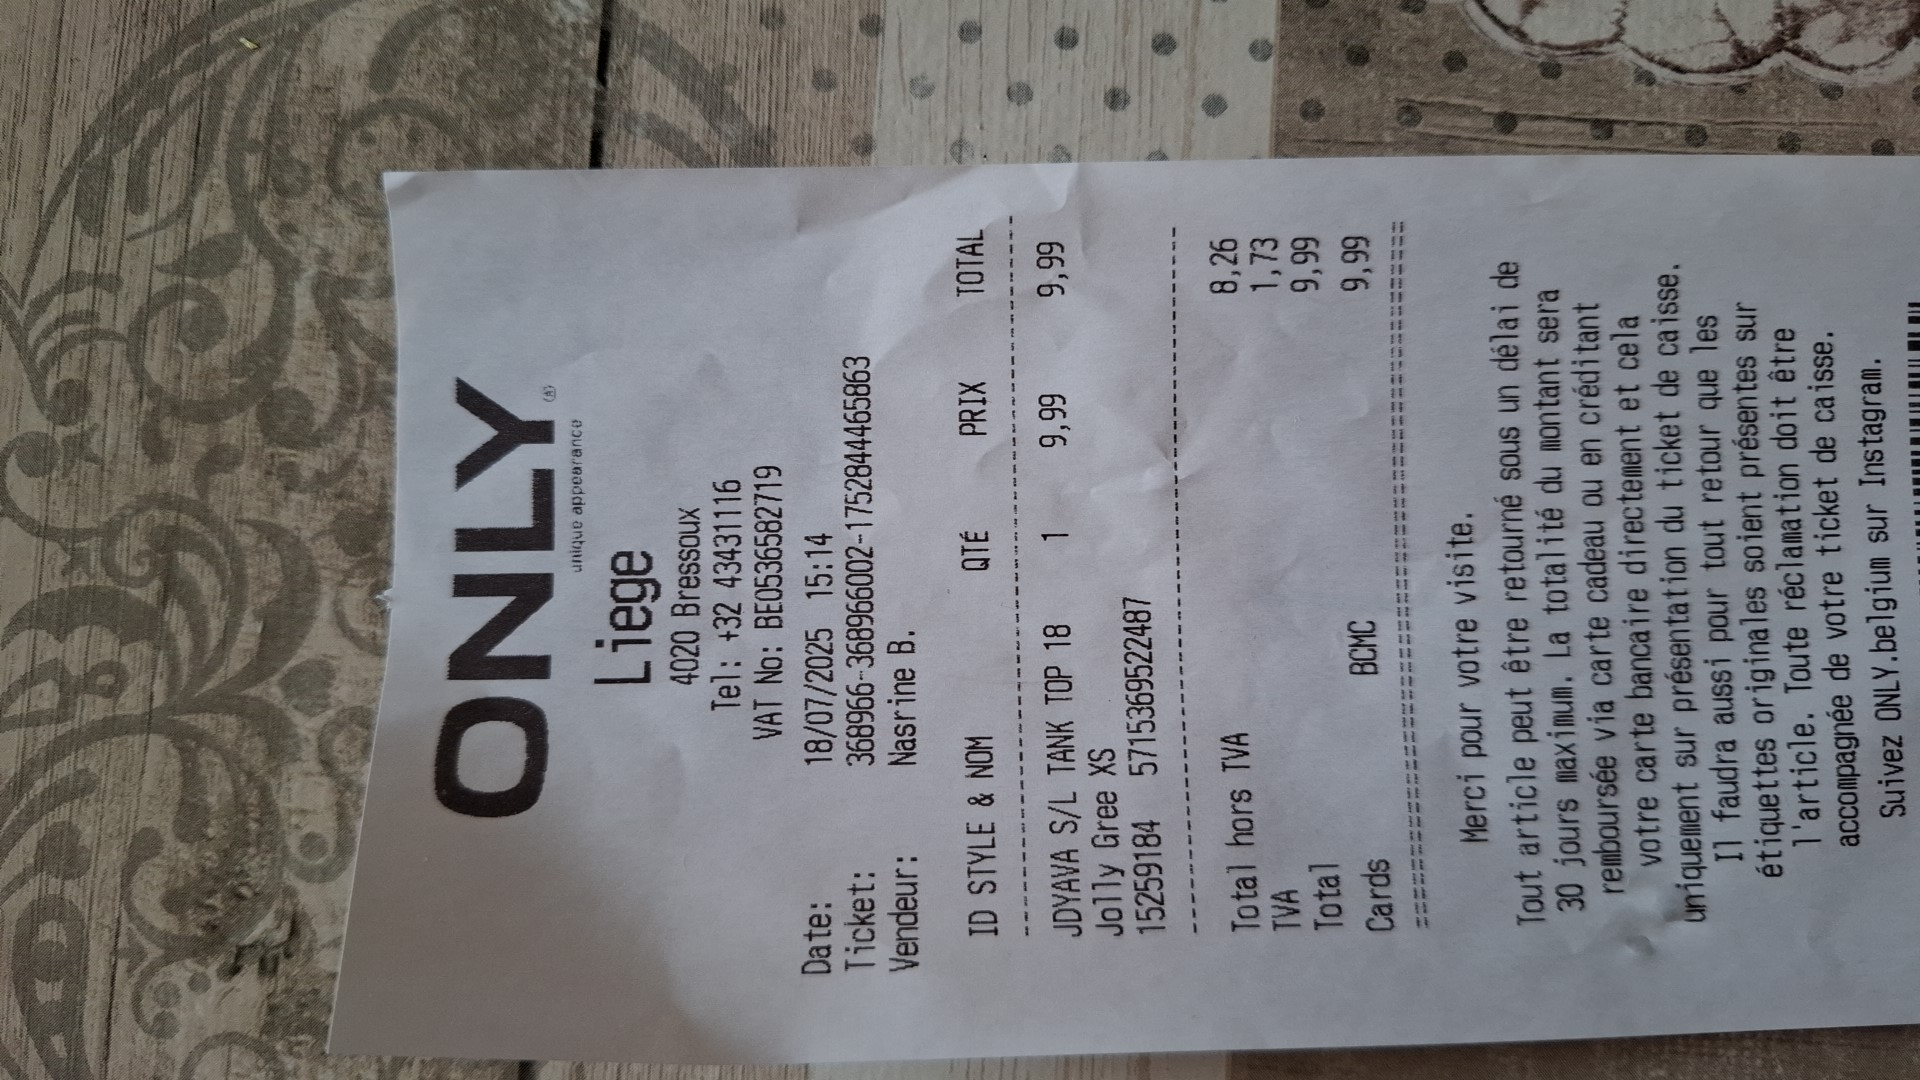 ONLY
unique appearance
Liege
4020 Bressoux
Tel: +32 43431116
VAT No: BE0536582719
Date: 18/07/2025 15:14
Ticket: 368966-368966002-1752844465863
Vendeur: Nasrine B.
ID STYLE & NOM QTÉ PRIX TOTAL
JDYAVA S/L TANK TOP 18 1 9,99 9,99
Jolly Gree XS
15259184 5715369522487
Total hors TVA 8,26
TVA 1,73
Total 9,99
Cards BCMC 9,99
Merci pour votre visite.
Tout article peut être retourné sous un délai de
30 jours maximum. La totalité du montant sera
remboursée via carte cadeau ou en créditant
votre carte bancaire directement et cela
uniquement sur présentation du ticket de caisse.
Il faudra aussi pour tout retour que les
étiquettes originales soient présentes sur
l'article. Toute réclamation doit être
accompagnée de votre ticket de caisse.
Suivez ONLY.belgium sur Instagram.